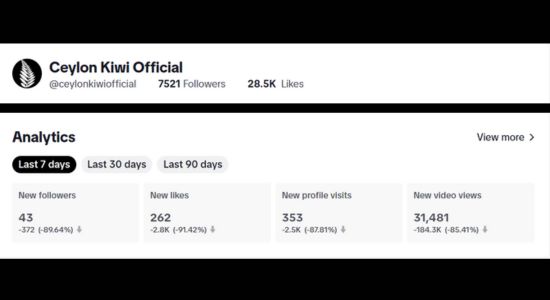 Ceylon Kiwi Official
@ceylonkiwiofficial 7521 Followers 28.5K Likes
Analytics View more
Last 7 days Last 30 days Last 90 days
New followers New likes New profile visits New video views
43 262 353 31,481
-372 (-89.64%) -2.8K (-91.42%) -2.5K (-87.81%) -184.3K (-85.41%)